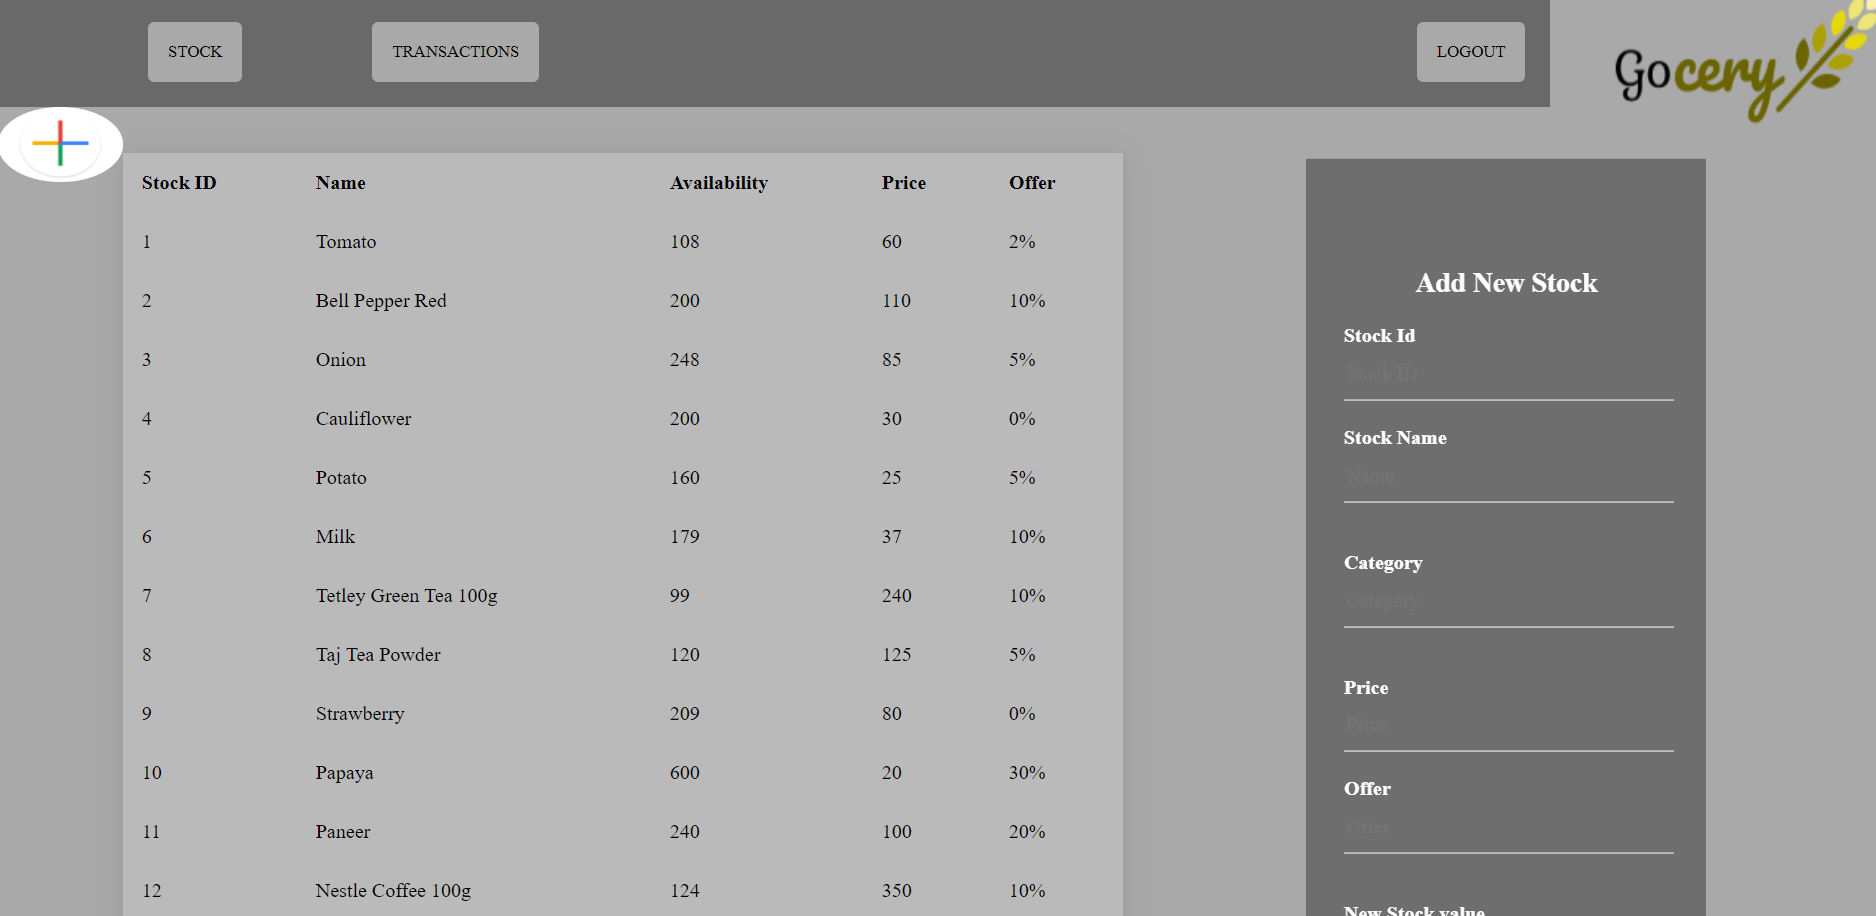 STOCK TRANSACTIONS LOGOUT
Gocery
Stock ID Name Availability Price Offer
1 Tomato 108 60 2%
2 Bell Pepper Red 200 110 10%
3 Onion 248 85 5%
4 Cauliflower 200 30 0%
5 Potato 160 25 5%
6 Milk 179 37 10%
7 Tetley Green Tea 100g 99 240 10%
8 Taj Tea Powder 120 125 5%
9 Strawberry 209 80 0%
10 Papaya 600 20 30%
11 Paneer 240 100 20%
12 Nestle Coffee 100g 124 350 10%
Add New Stock
Stock Id
Stock ID
Stock Name
Name
Category
Category
Price
Price
Offer
Offer
New Stock value